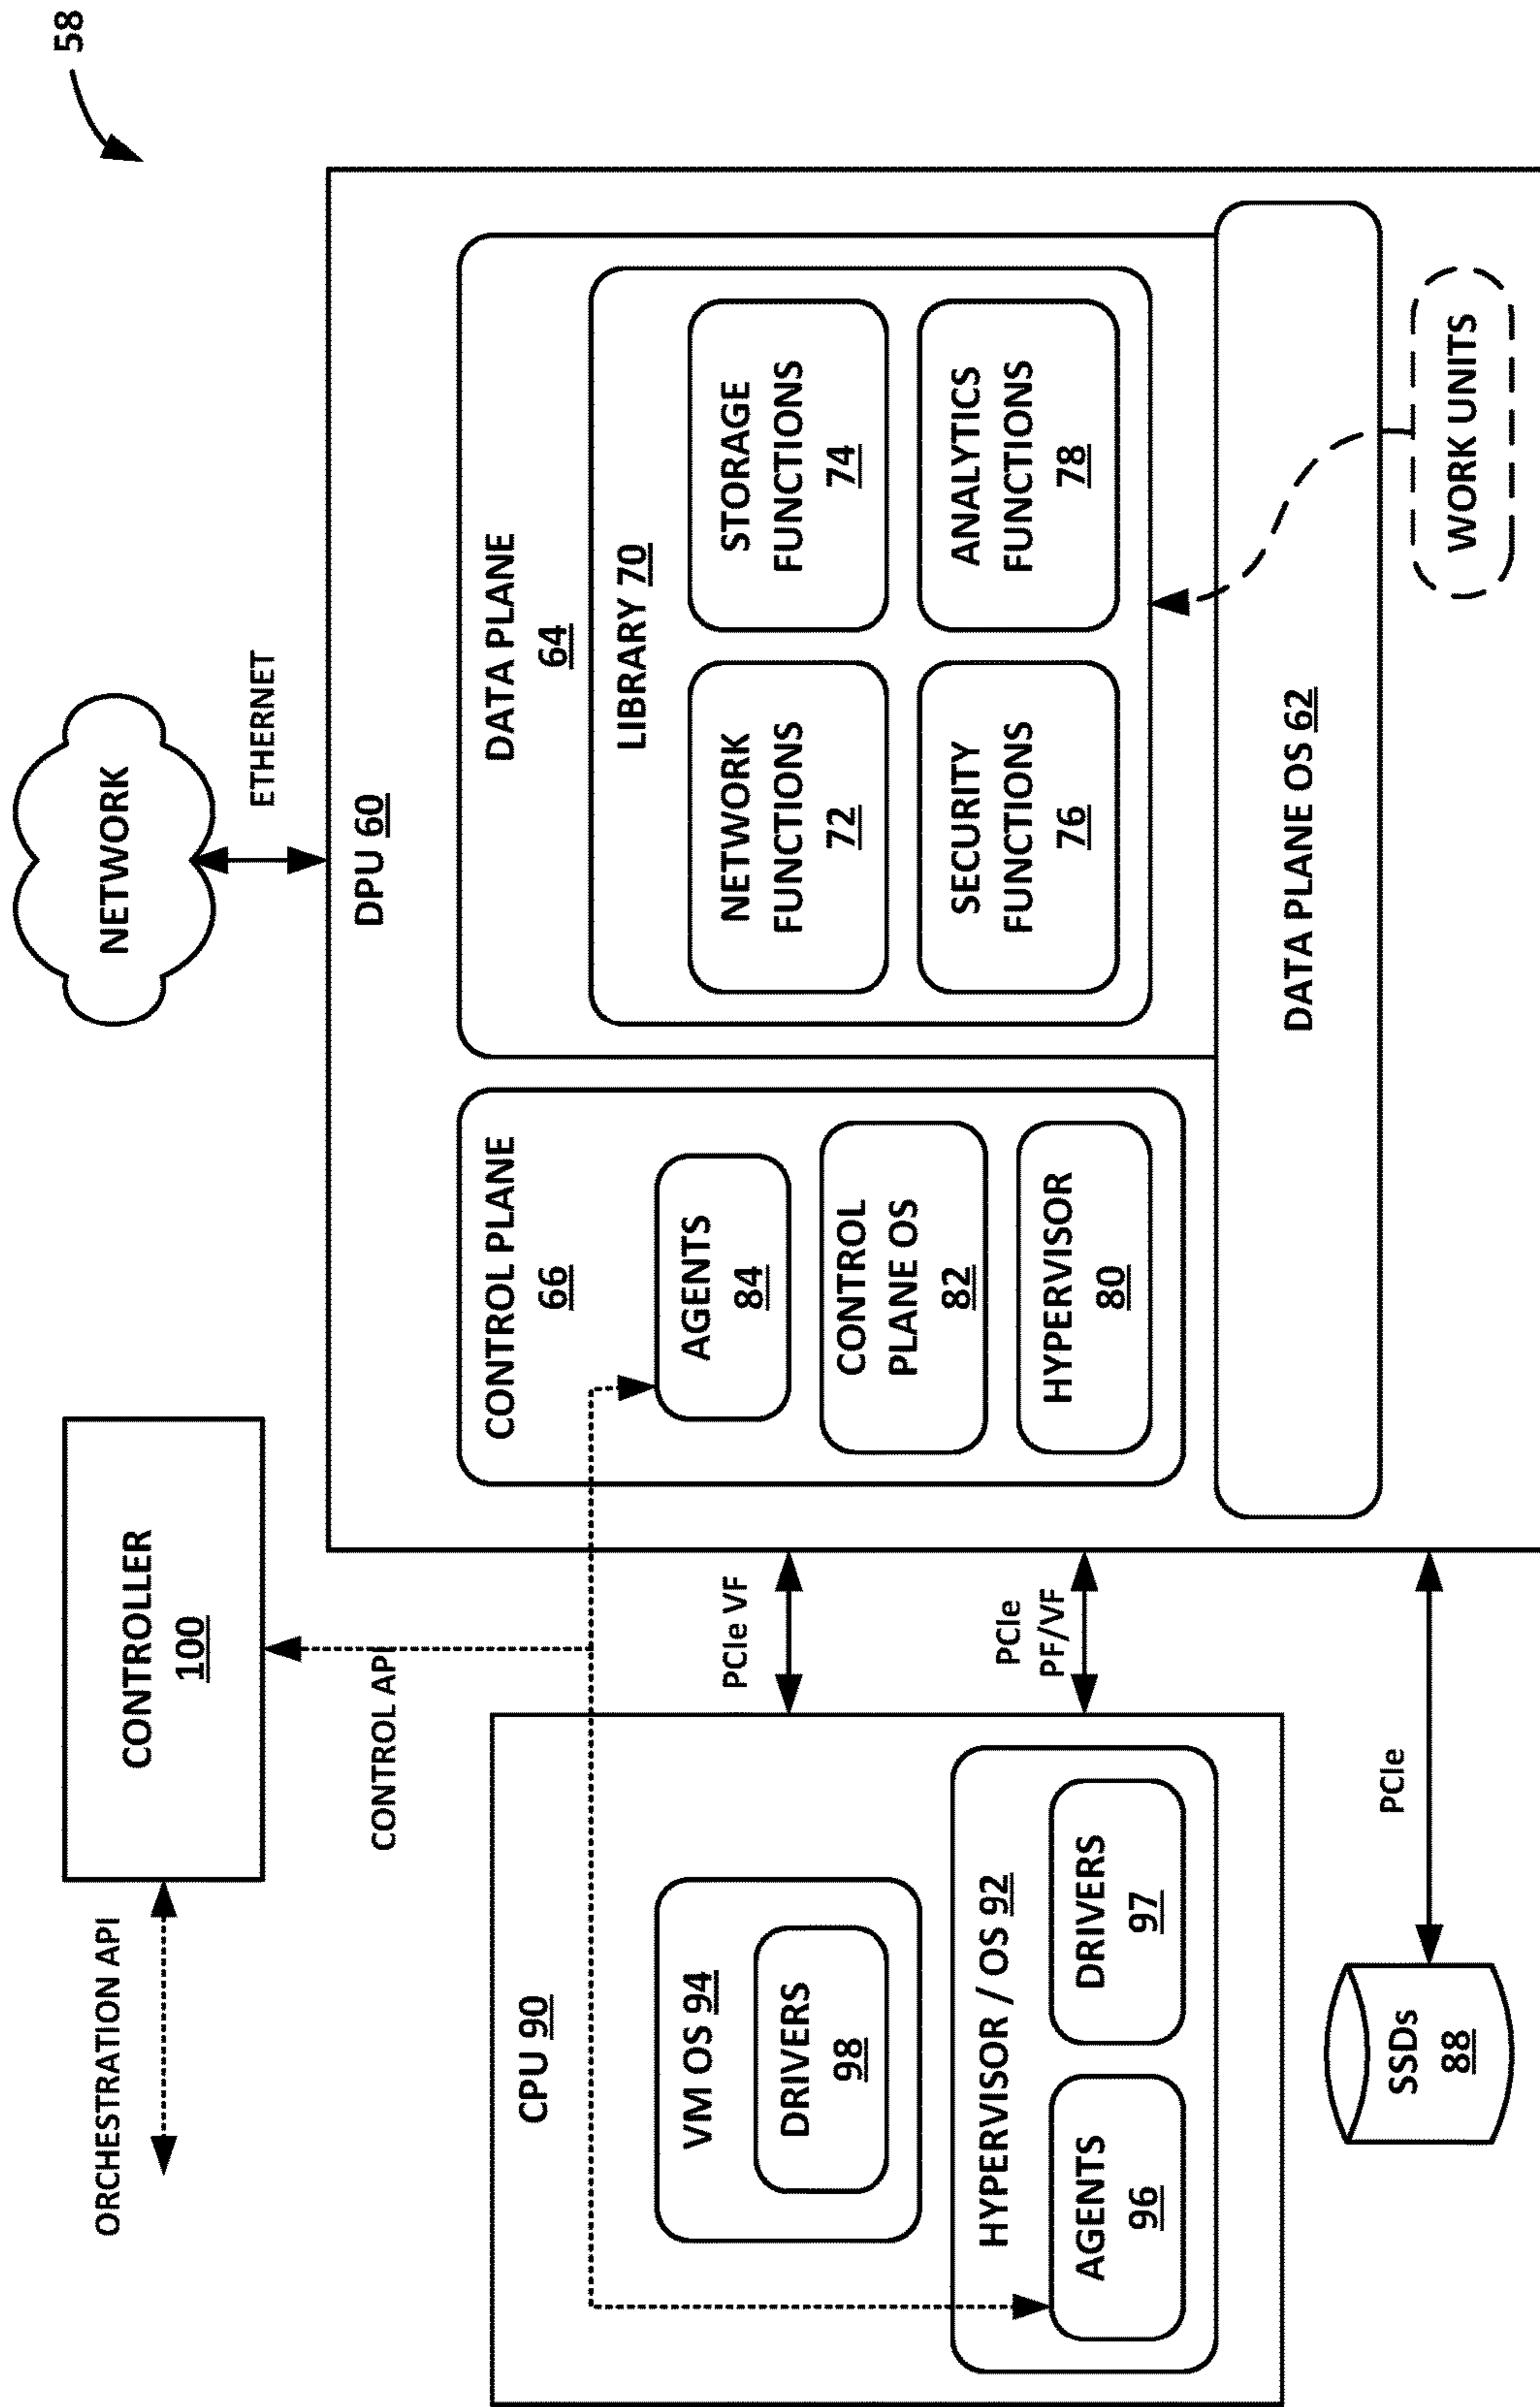 58
NETWORK
ETHERNET
ORCHESTRATION API
CONTROLLER
100
CONTROL API
CPU 90
VM OS 94
DRIVERS
98
HYPERVISOR / OS 92
AGENTS
96
DRIVERS
97
SSDs
88
PCIe VF
PCIe
PF/VF
PCIe
DPU 60
CONTROL PLANE
66
AGENTS
84
CONTROL
PLANE OS
82
HYPERVISOR
80
DATA PLANE
64
LIBRARY 70
NETWORK
FUNCTIONS
72
STORAGE
FUNCTIONS
74
SECURITY
FUNCTIONS
76
ANALYTICS
FUNCTIONS
78
DATA PLANE OS 62
WORK UNITS